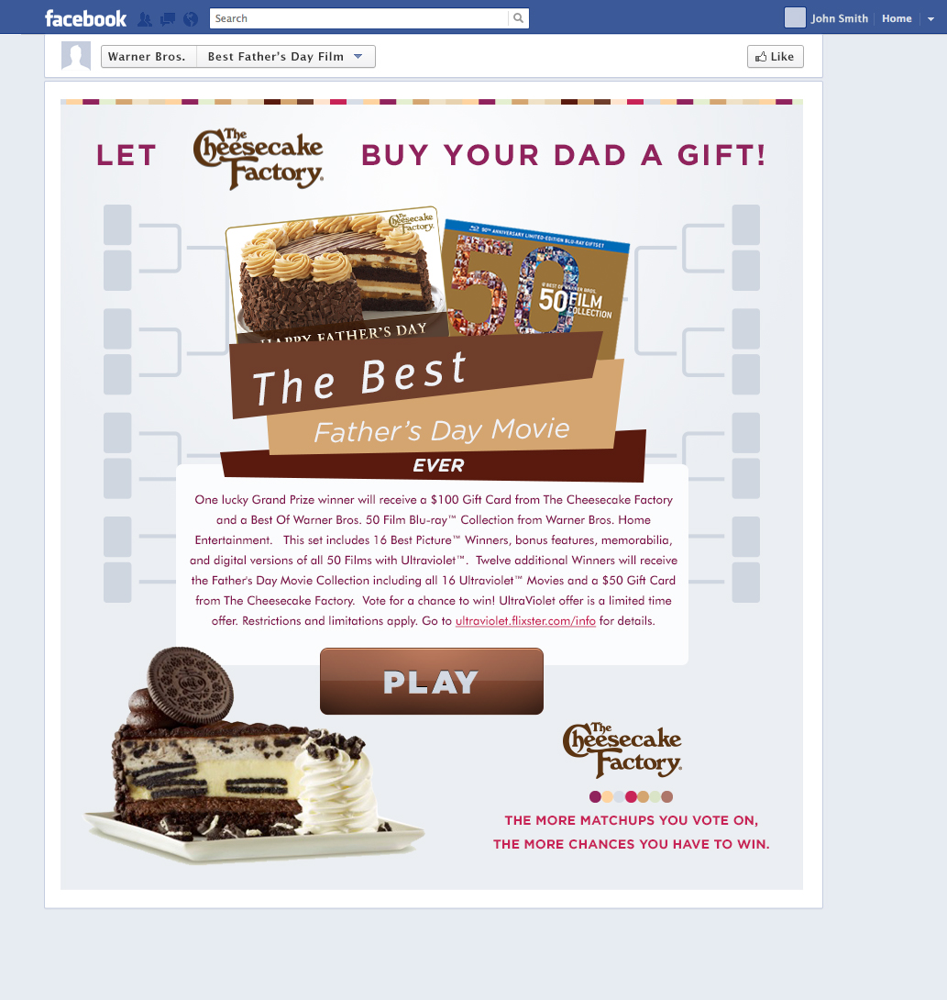 facebook
Search
John Smith
Home
Warner Bros.
Best Father's Day Film
Like
LET The Cheesecake Factory® BUY YOUR DAD A GIFT!
The Cheesecake Factory
HAPPY FATHER'S DAY
BLU 50TH ANNIVERSARY LIMITED-EDITION BLU-RAY GIFTSET
50
BEST OF WARNER BROS.
50 FILM
COLLECTION
The Best
Father's Day Movie
EVER
One lucky Grand Prize winner will receive a $100 Gift Card from The Cheesecake Factory
and a Best Of Warner Bros. 50 Film Blu-ray™ Collection from Warner Bros. Home
Entertainment. This set includes 16 Best Picture™ Winners, bonus features, memorabilia,
and digital versions of all 50 Films with Ultraviolet™. Twelve additional Winners will receive
the Father's Day Movie Collection including all 16 Ultraviolet™ Movies and a $50 Gift Card
from The Cheesecake Factory. Vote for a chance to win! UltraViolet offer is a limited time
offer. Restrictions and limitations apply. Go to ultraviolet.flixster.com/info for details.
PLAY
OREO
The Cheesecake Factory®
THE MORE MATCHUPS YOU VOTE ON,
THE MORE CHANCES YOU HAVE TO WIN.